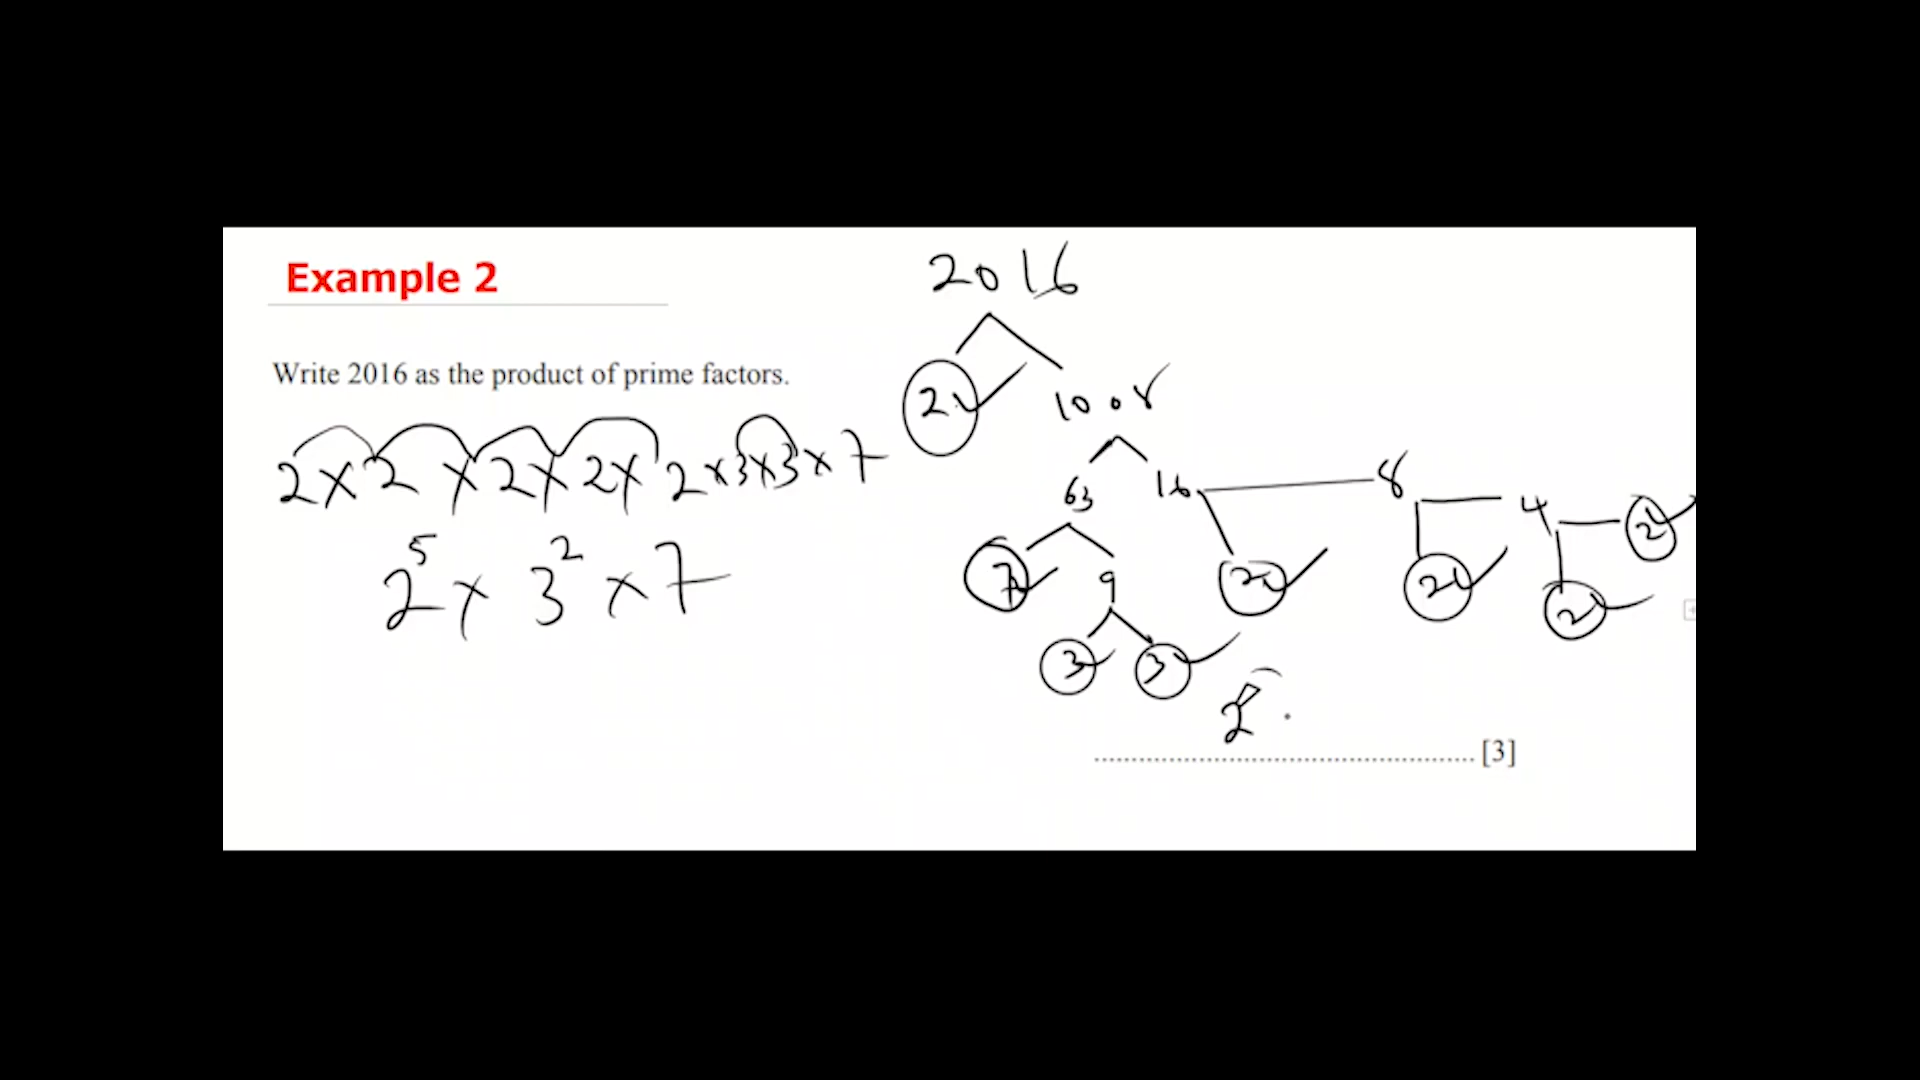 Example 2
2016
Write 2016 as the product of prime factors.
2 1008
2 x 2 x 2 x 2 x 2 x 3 x 3 x 7
63 16 8 4 2
2⁵ x 3² x 7
7 9 2 2 2
3 3
[3]